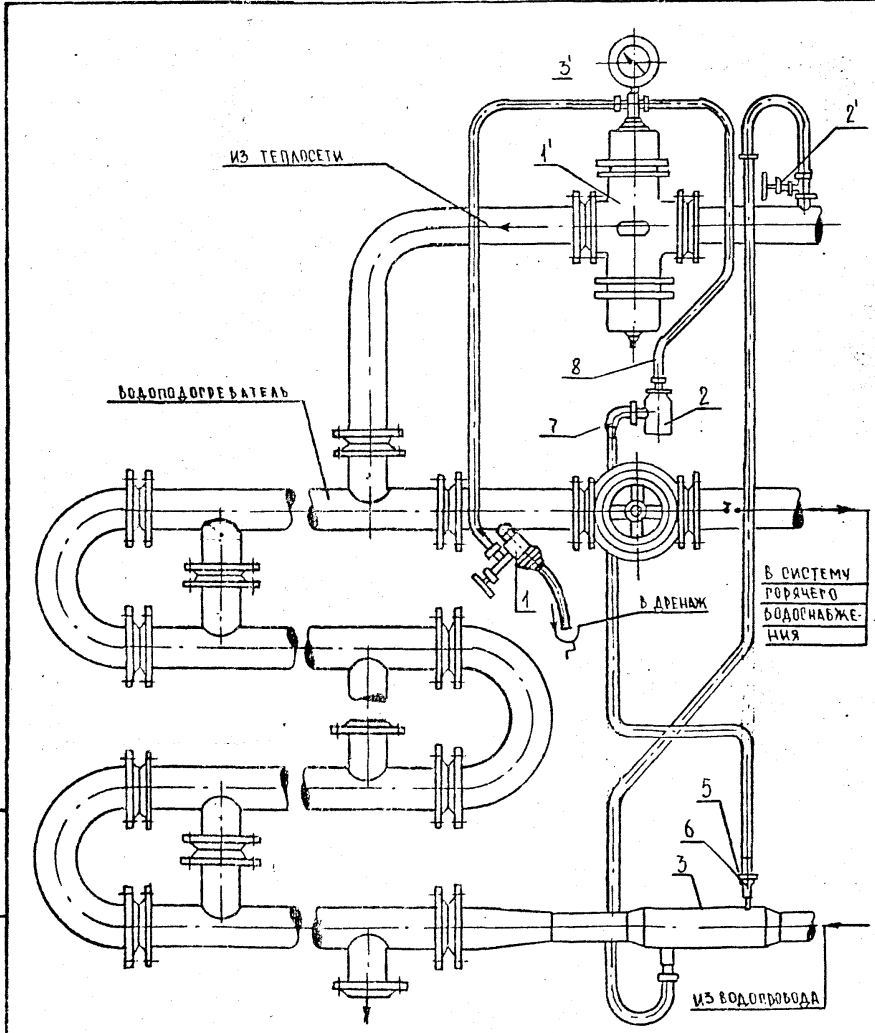 3'
2'
1'
ИЗ ТЕПЛОСЕТИ
8
ВОДОПОДОГРЕВАТЕЛЬ
2
7
Т
В СИСТЕМУ
ГОРЯЧЕГО
ВОДОСНАБЖЕ-
НИЯ
1
В ДРЕНАЖ
5
6
3
ИЗ ВОДОПРОВОДА